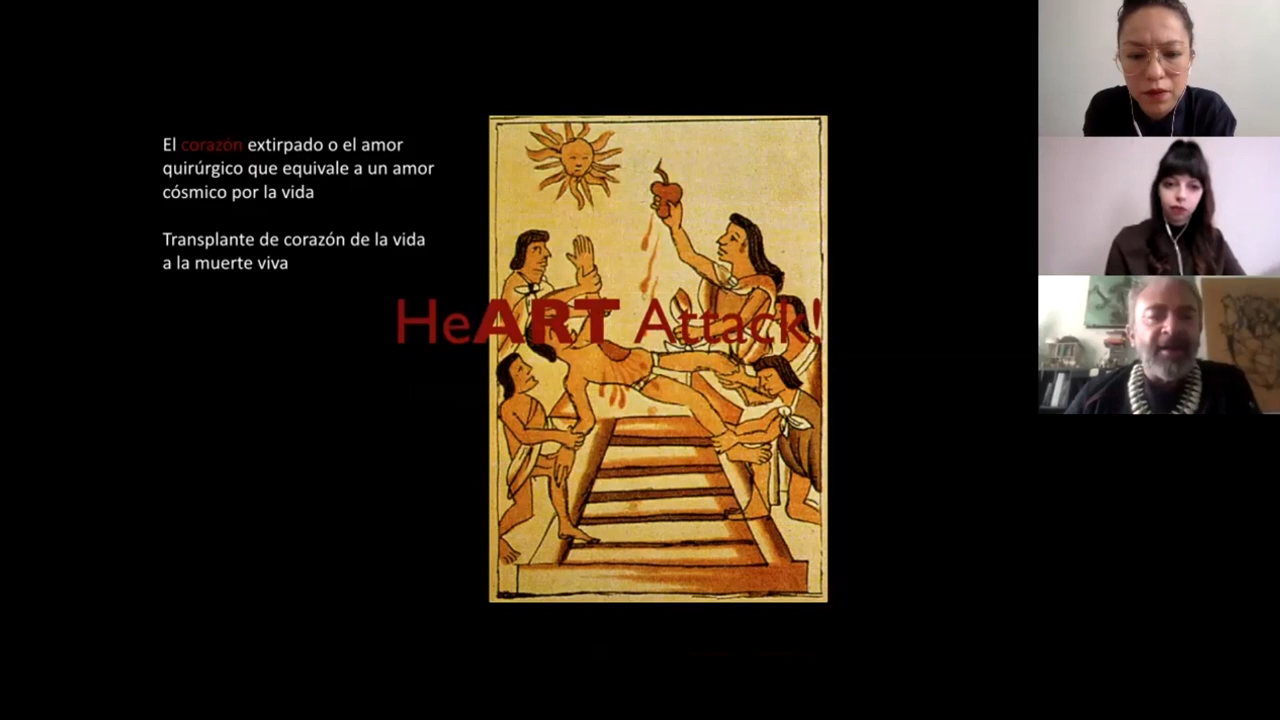 El corazón extirpado o el amor
quirúrgico que equivale a un amor
cósmico por la vida
Transplante de corazón de la vida
a la muerte viva
HeART Attack!